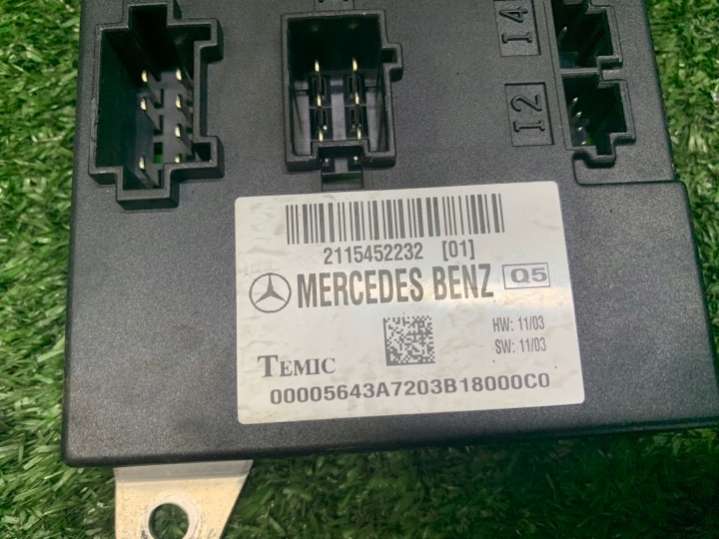 I4
I2
2115452232 [01]
MERCEDES BENZ Q5
HW: 11/03
SW: 11/03
TEMIC
00005643A7203B18000C0